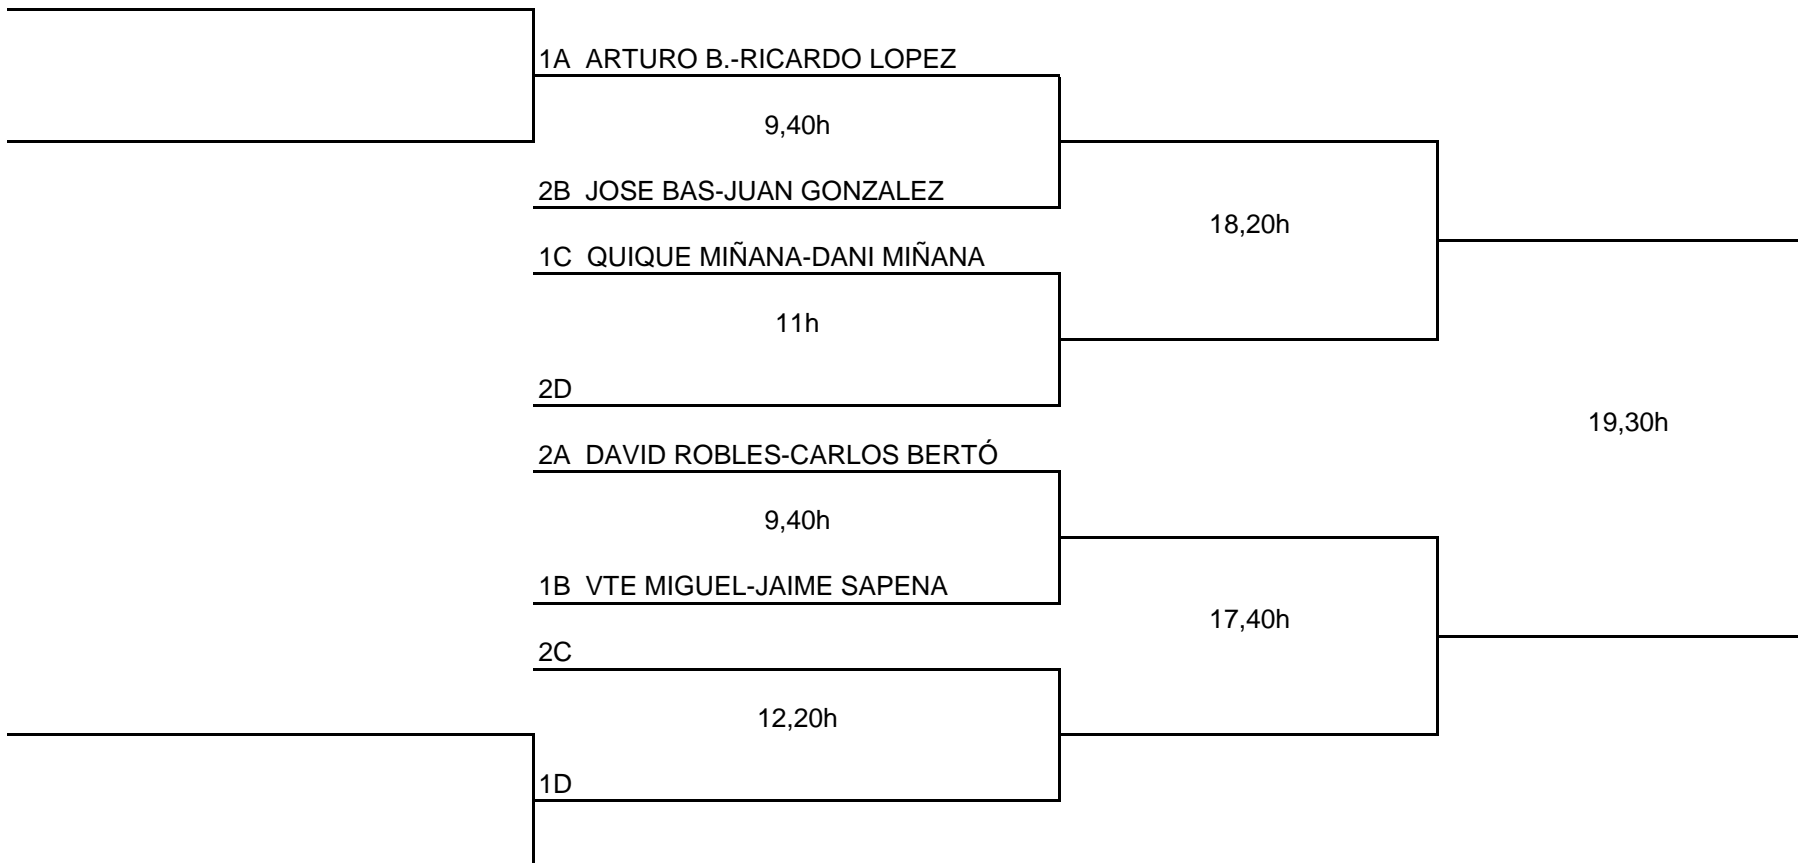 1A ARTURO B.-RICARDO LOPEZ
9,40h
2B JOSE BAS-JUAN GONZALEZ
18,20h
1C QUIQUE MIÑANA-DANI MIÑANA
11h
2D
19,30h
2A DAVID ROBLES-CARLOS BERTÓ
9,40h
1B VTE MIGUEL-JAIME SAPENA
17,40h
2C
12,20h
1D